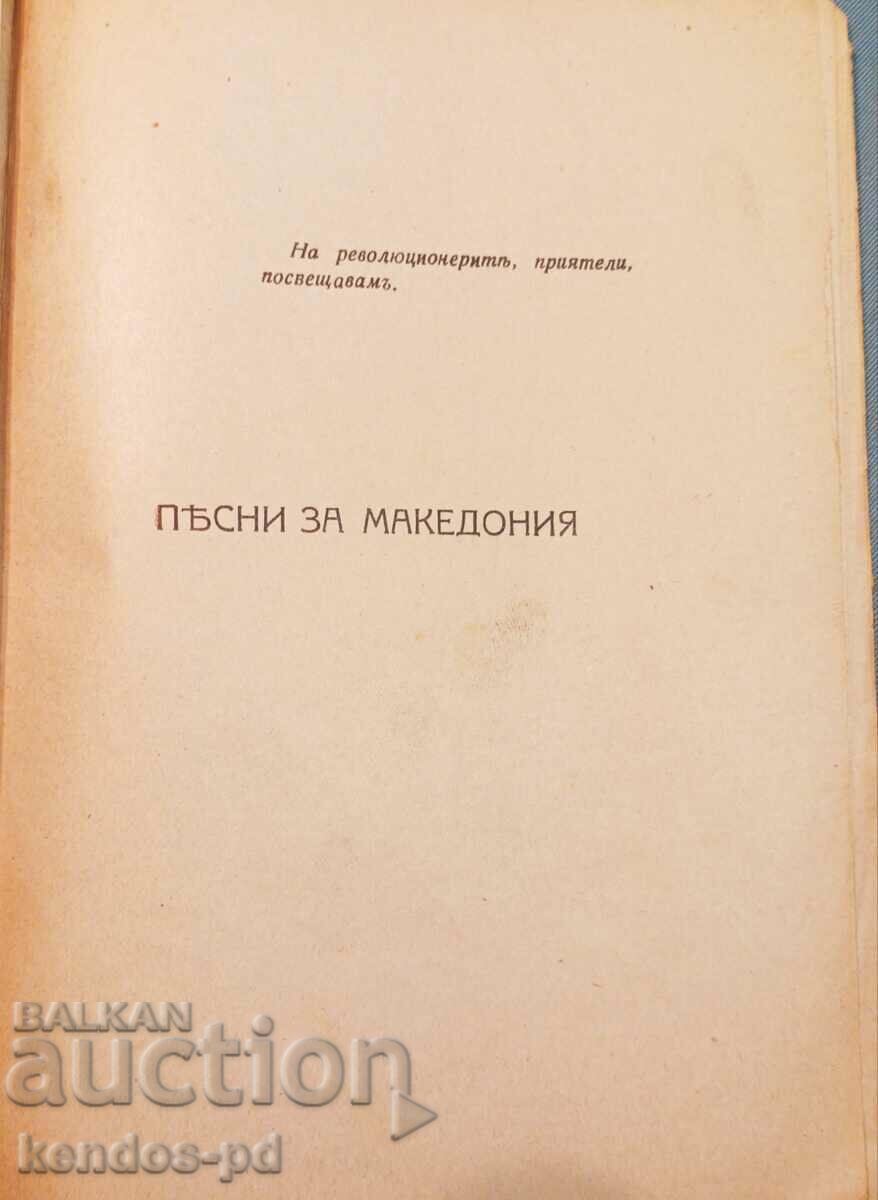 На революционеритѣ, приятели,
посвещавамъ.
ПѢСНИ ЗА МАКЕДОНИЯ
BALKAN
auction
kendos-pd